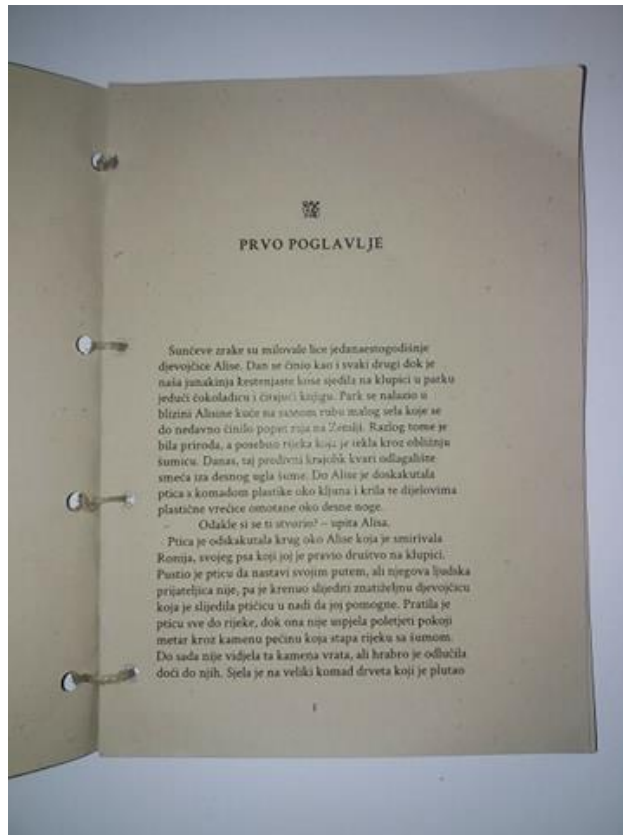 PRVO POGLAVLJE
Sunčeve zrake su milovale lice jedanaestogodišnje
djevojčice Alise. Dan se činio kao i svaki drugi dok je
naša junakinja kestenjaste kose sjedila na klupici u parku
jedući čokoladicu i čitajući knjigu. Park se nalazio u
blizini Alisine kuće na samom rubu malog sela koje se
do nedavno činilo poput raja na Zemlji. Razlog tome je
bila priroda, a posebno rijeka koja je tekla kroz obližnju
šumicu. Danas, taj predivni krajolik kvari odlagalište
smeća iza desnog ugla šume. Do Alise je doskakutala
ptica s komadom plastike oko kljuna i krila te dijelovima
plastične vrećice omotane oko desne noge.
- Odakle si se ti stvorio? – upita Alisa.
Ptica je odskakutala krug oko Alise koja je smirivala
Romija, svojeg psa koji joj je pravio društvo na klupici.
Pustio je pticu da nastavi svojim putem, ali njegova ljudska
prijateljica nije, pa je krenuo slijediti znatiželjnu djevojčicu
koja je slijedila ptičicu u nadi da joj pomogne. Pratila je
pticu sve do rijeke, dok ona nije uspjela poletjeti pokoji
metar kroz kamenu pećinu koja stapa rijeku sa šumom.
Do sada nije vidjela ta kamena vrata, ali hrabro je odlučila
doći do njih. Sjela je na veliki komad drveta koji je plutao
1